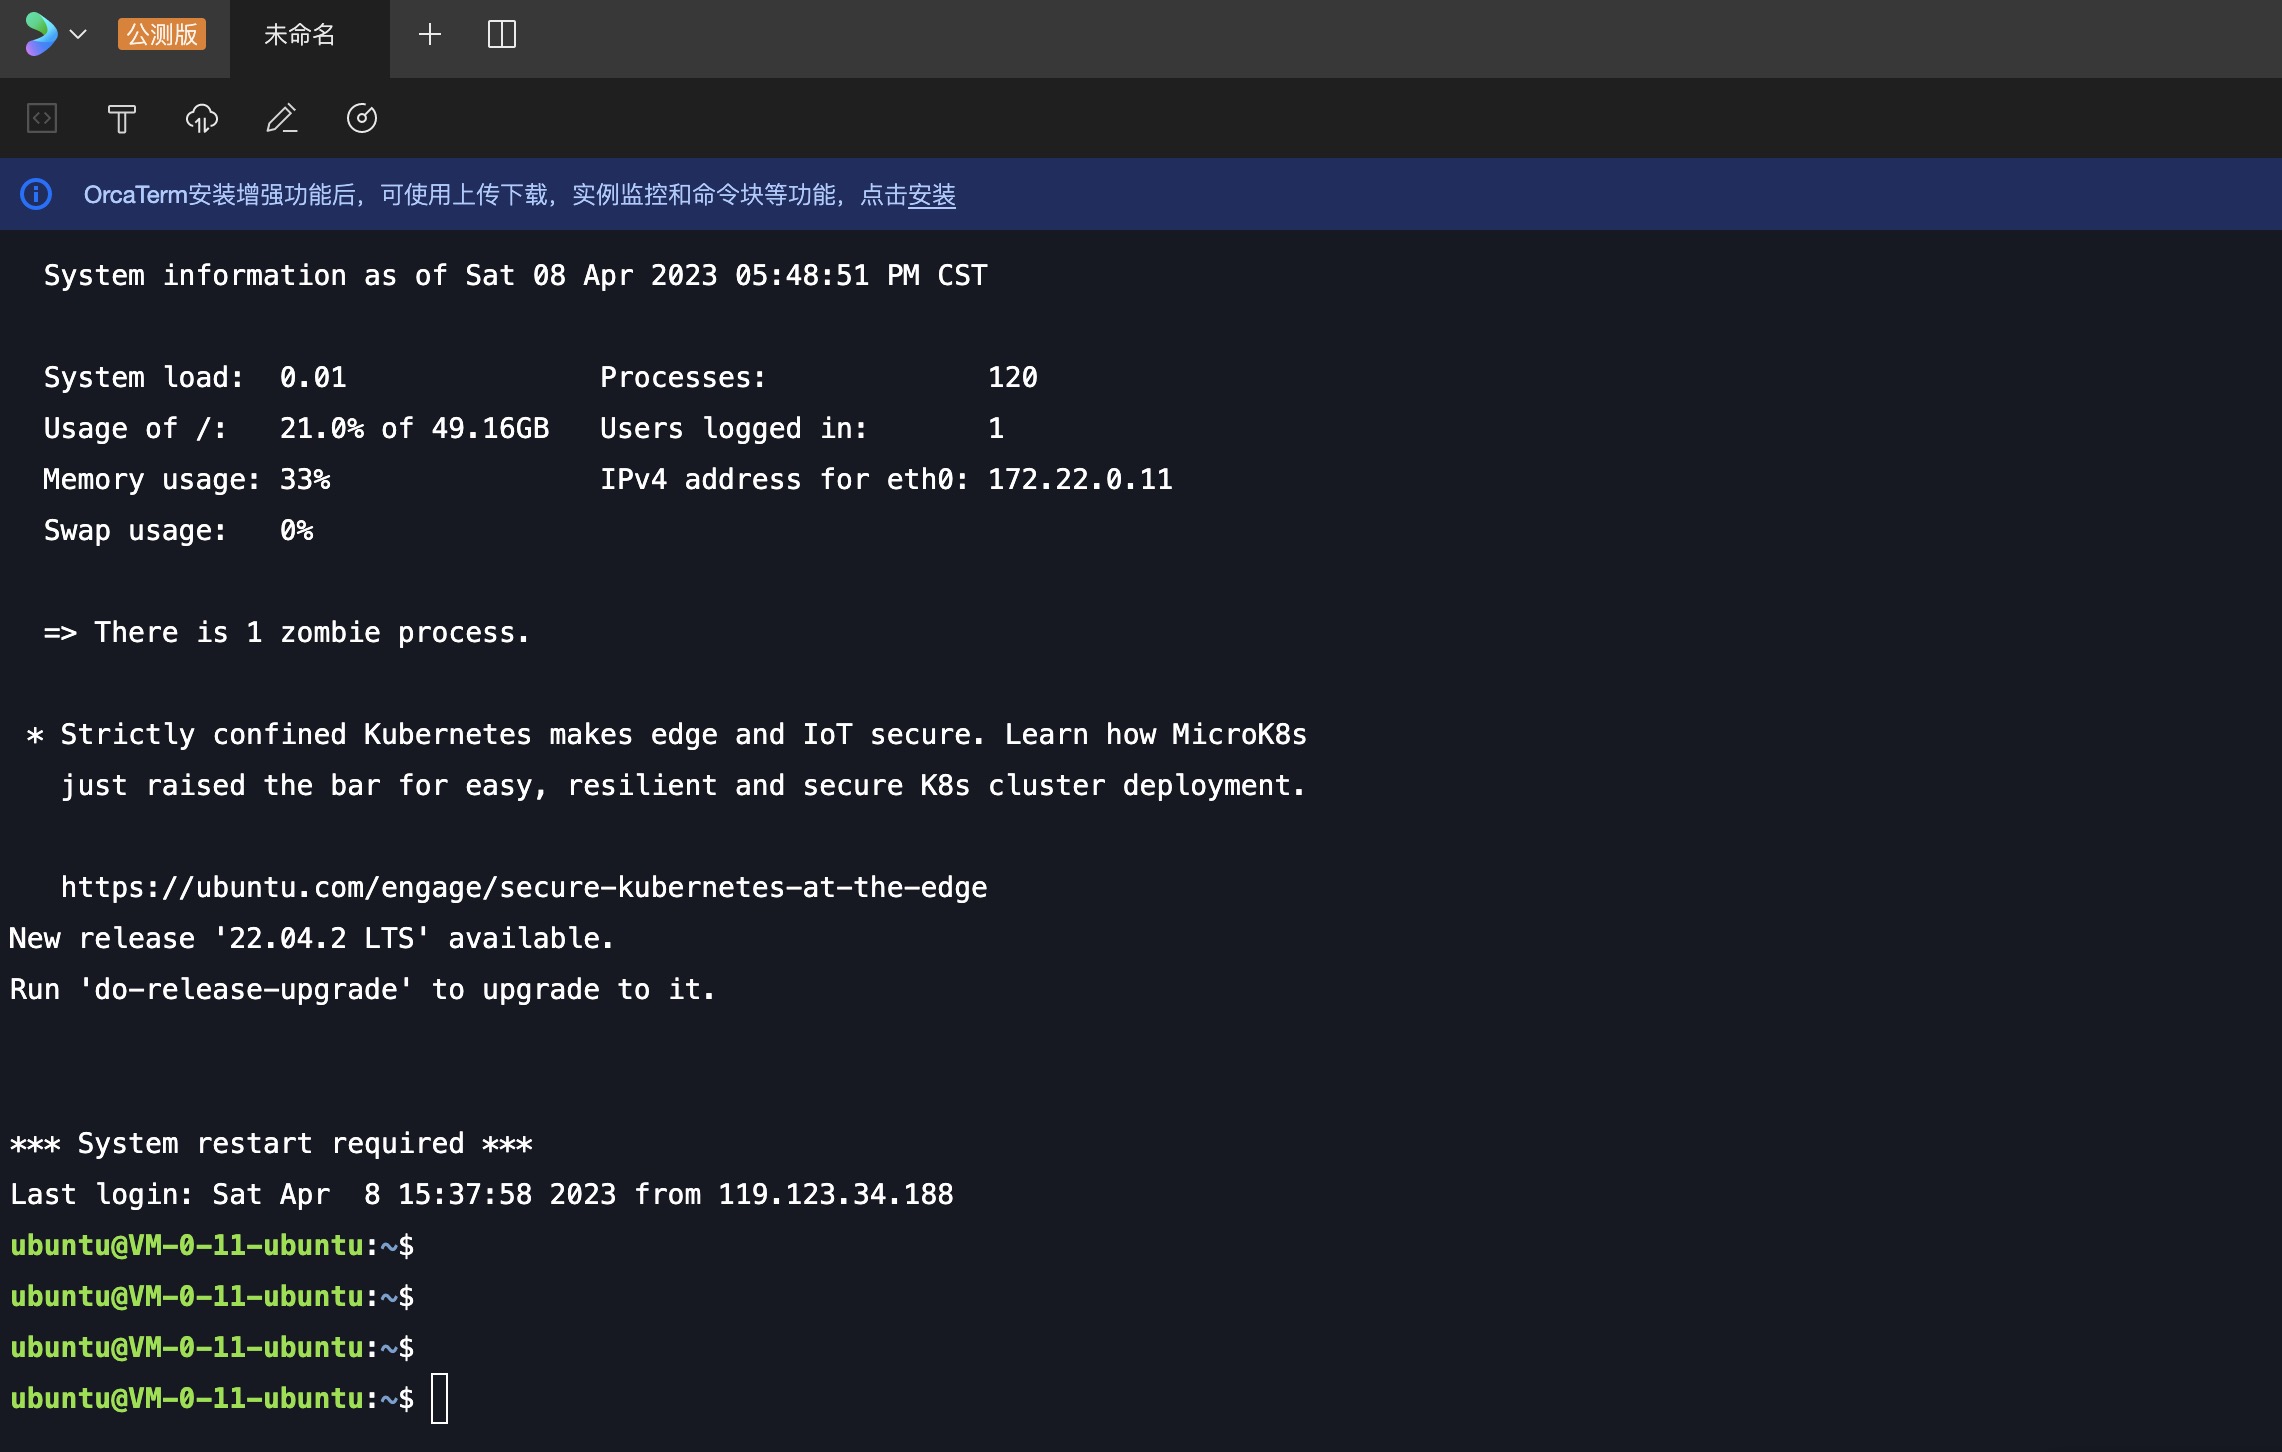 公测版 未命名
OrcaTerm安装增强功能后，可使用上传下载，实例监控和命令块等功能，点击安装
System information as of Sat 08 Apr 2023 05:48:51 PM CST
System load: 0.01 Processes: 120
Usage of /: 21.0% of 49.16GB Users logged in: 1
Memory usage: 33% IPv4 address for eth0: 172.22.0.11
Swap usage: 0%
=> There is 1 zombie process.
* Strictly confined Kubernetes makes edge and IoT secure. Learn how MicroK8s
just raised the bar for easy, resilient and secure K8s cluster deployment.
https://ubuntu.com/engage/secure-kubernetes-at-the-edge
New release '22.04.2 LTS' available.
Run 'do-release-upgrade' to upgrade to it.
*** System restart required ***
Last login: Sat Apr  8 15:37:58 2023 from 119.123.34.188
ubuntu@VM-0-11-ubuntu:~$
ubuntu@VM-0-11-ubuntu:~$
ubuntu@VM-0-11-ubuntu:~$
ubuntu@VM-0-11-ubuntu:~$